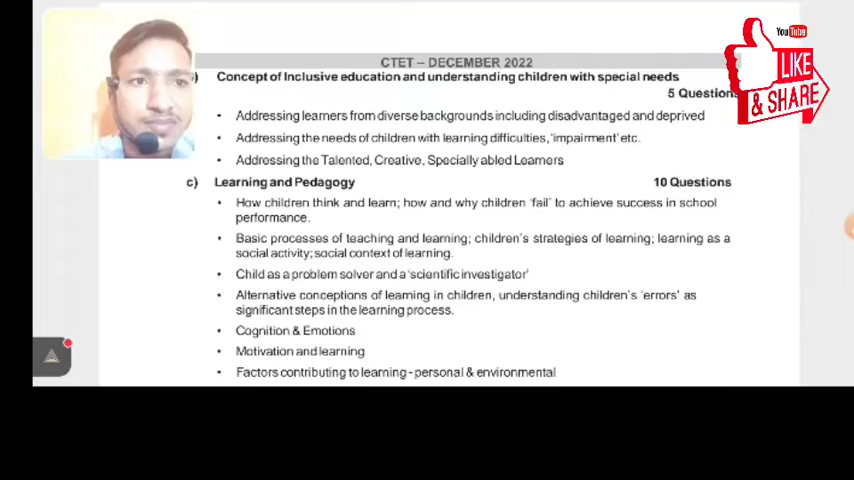 YouTube
LIKE
& SHARE
CTET – DECEMBER 2022
) Concept of Inclusive education and understanding children with special needs
5 Questions
• Addressing learners from diverse backgrounds including disadvantaged and deprived
• Addressing the needs of children with learning difficulties, 'impairment' etc.
• Addressing the Talented, Creative, Specially abled Learners
c) Learning and Pedagogy 10 Questions
• How children think and learn; how and why children 'fail' to achieve success in school
performance.
• Basic processes of teaching and learning; children's strategies of learning; learning as a
social activity; social context of learning.
• Child as a problem solver and a 'scientific investigator'
• Alternative conceptions of learning in children, understanding children's 'errors' as
significant steps in the learning process.
• Cognition & Emotions
• Motivation and learning
• Factors contributing to learning - personal & environmental